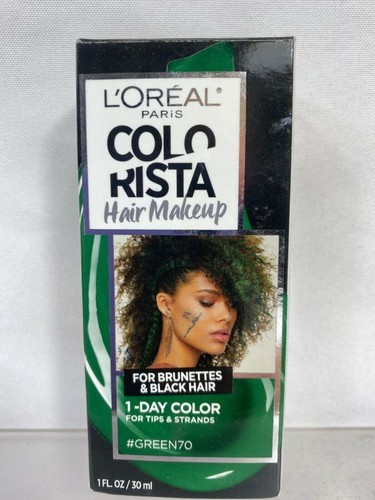 L'ORÉAL
PARIS
COLO
RISTA
Hair Makeup
FOR BRUNETTES
& BLACK HAIR
1-DAY COLOR
FOR TIPS & STRANDS
#GREEN70
1 FL. OZ / 30 ml